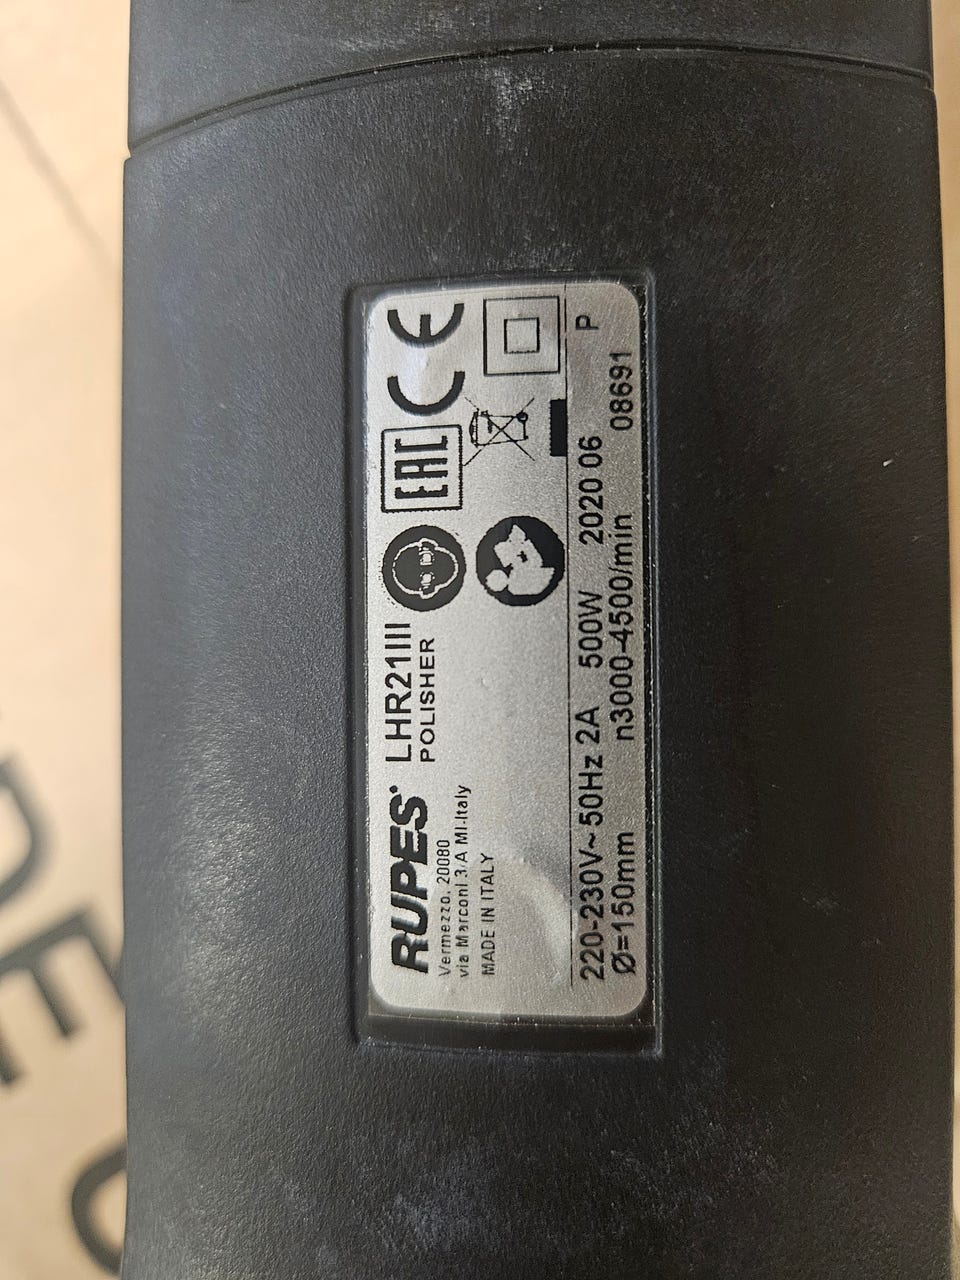 RUPES LHR21III
POLISHER
Vermezzo, 20080
via Marconi 3/A MI-Italy
MADE IN ITALY
EAC CE
220-230V~50Hz 2A 500W 2020 06 P
Ø=150mm n3000-4500/min 08691